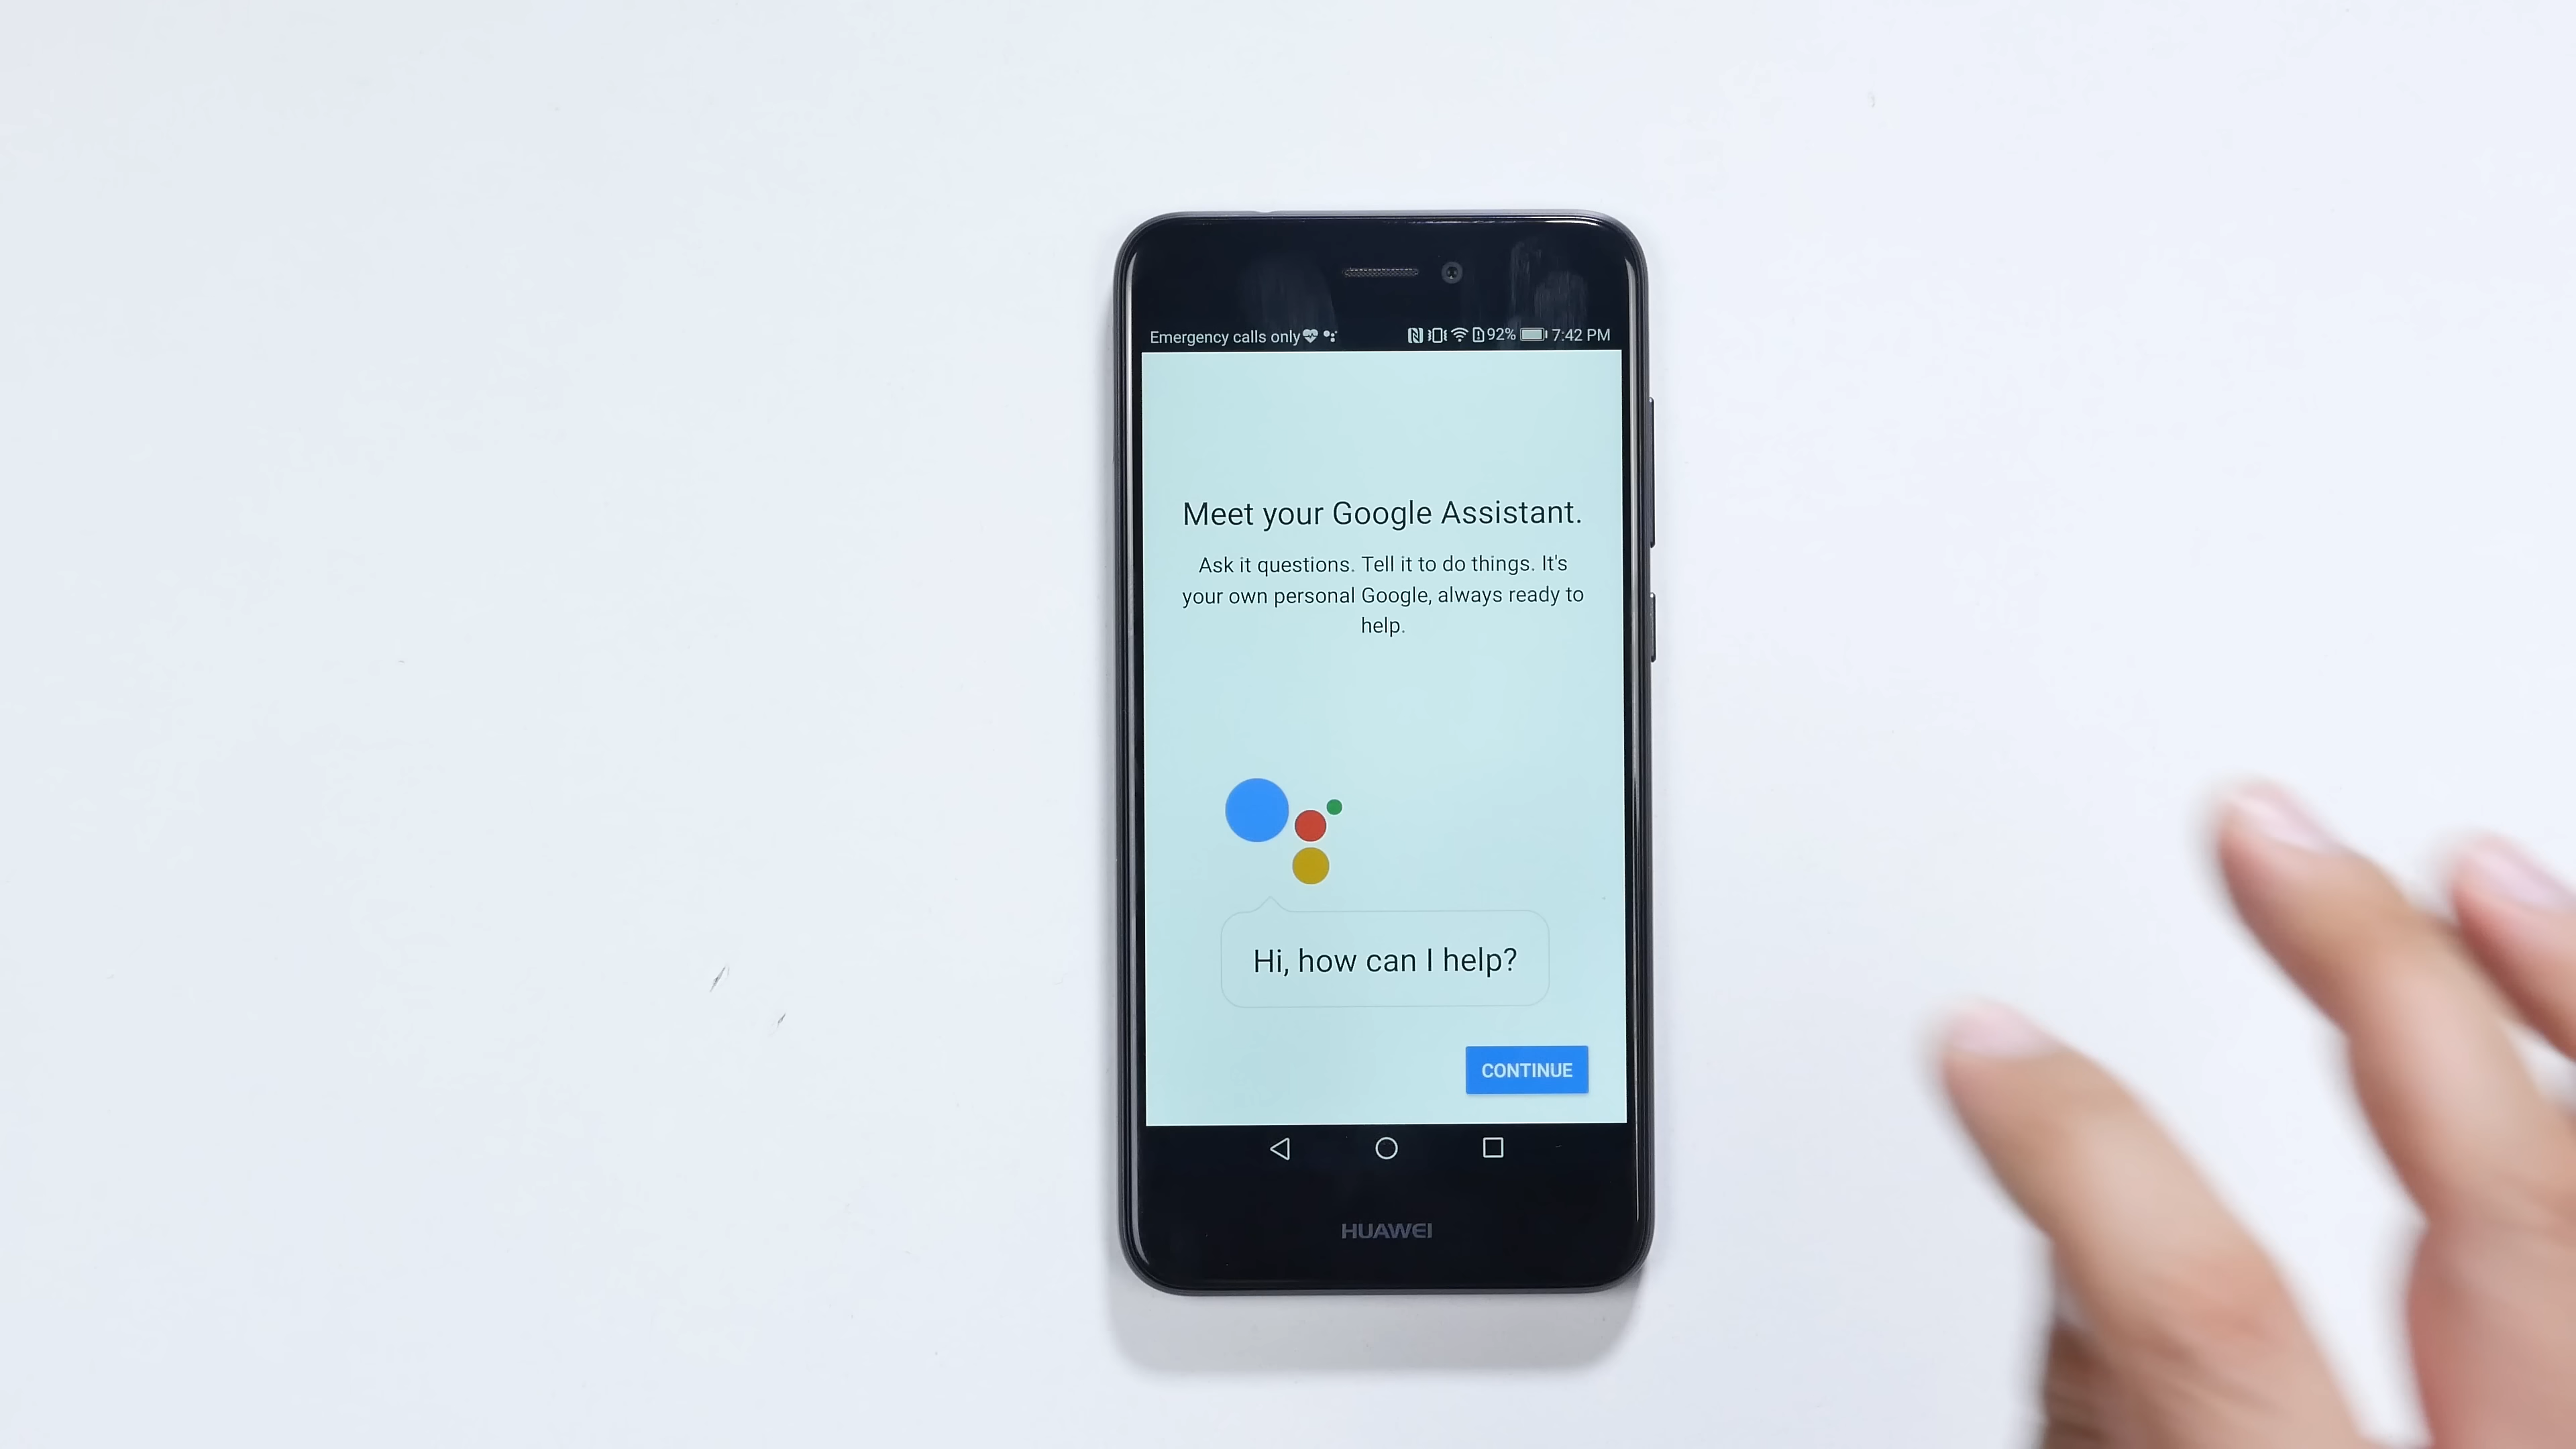 Emergency calls only
92% 7:42 PM
Meet your Google Assistant.
Ask it questions. Tell it to do things. It's
your own personal Google, always ready to
help.
Hi, how can I help?
CONTINUE
HUAWEI